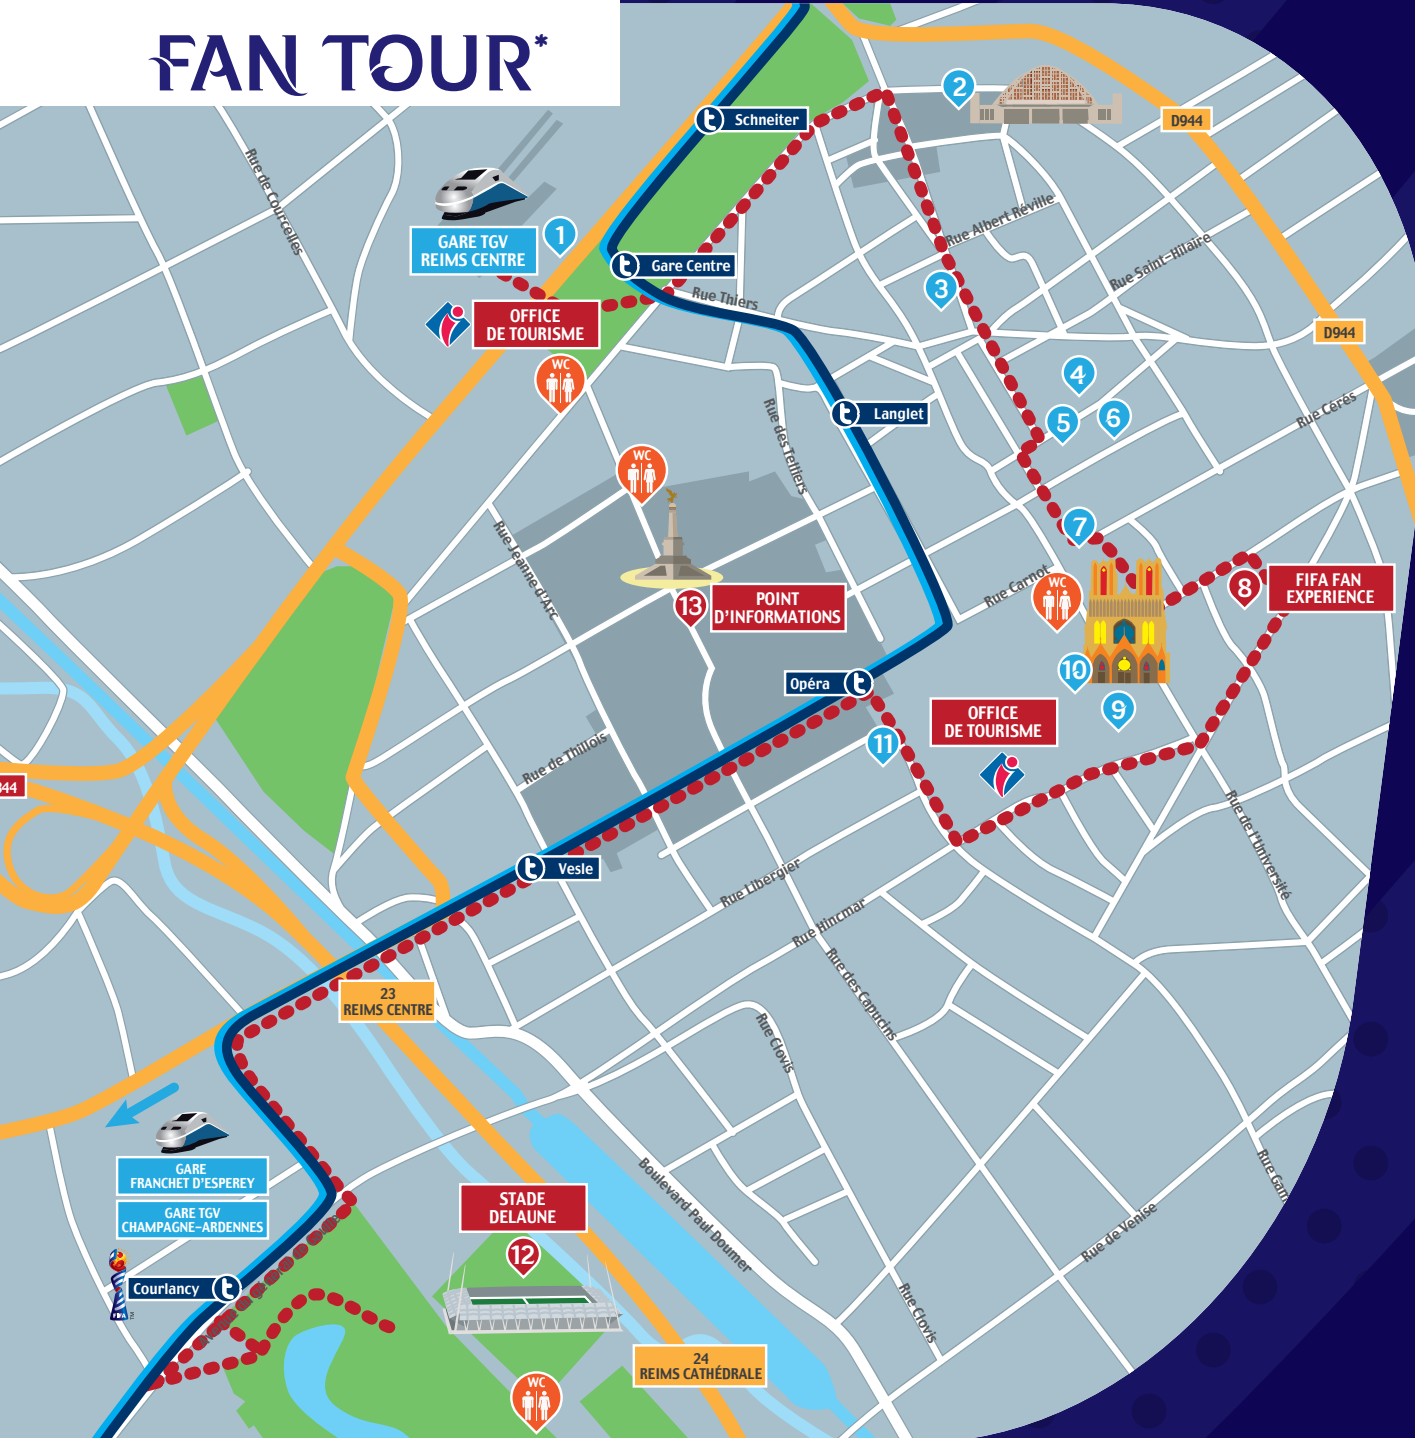 FAN TOUR*
2
Schneiter
D944
Rue de Courcelles
Rue Albert Réville
1
GARE TGV
REIMS CENTRE
Gare Centre
Rue Saint-Hilaire
3
Rue Thiers
OFFICE
DE TOURISME
D944
WC
4
Langlet
5
6
Rue Cérès
Rue des Telliers
WC
7
Rue Jeanne d'Arc
Rue Carnot
WC
8
FIFA FAN
EXPERIENCE
13
POINT
D'INFORMATIONS
10
Opéra
9
OFFICE
DE TOURISME
11
Rue de Thillois
Rue de l'Université
Vesle
Rue Libergier
Rue Hincmar
Rue des Capucins
23
REIMS CENTRE
Rue Clovis
GARE
FRANCHET D'ESPEREY
GARE TGV
CHAMPAGNE-ARDENNES
STADE
DELAUNE
12
Boulevard Paul Doumer
Rue de Venise
Courlancy
TM
Rue Clovis
24
REIMS CATHÉDRALE
WC